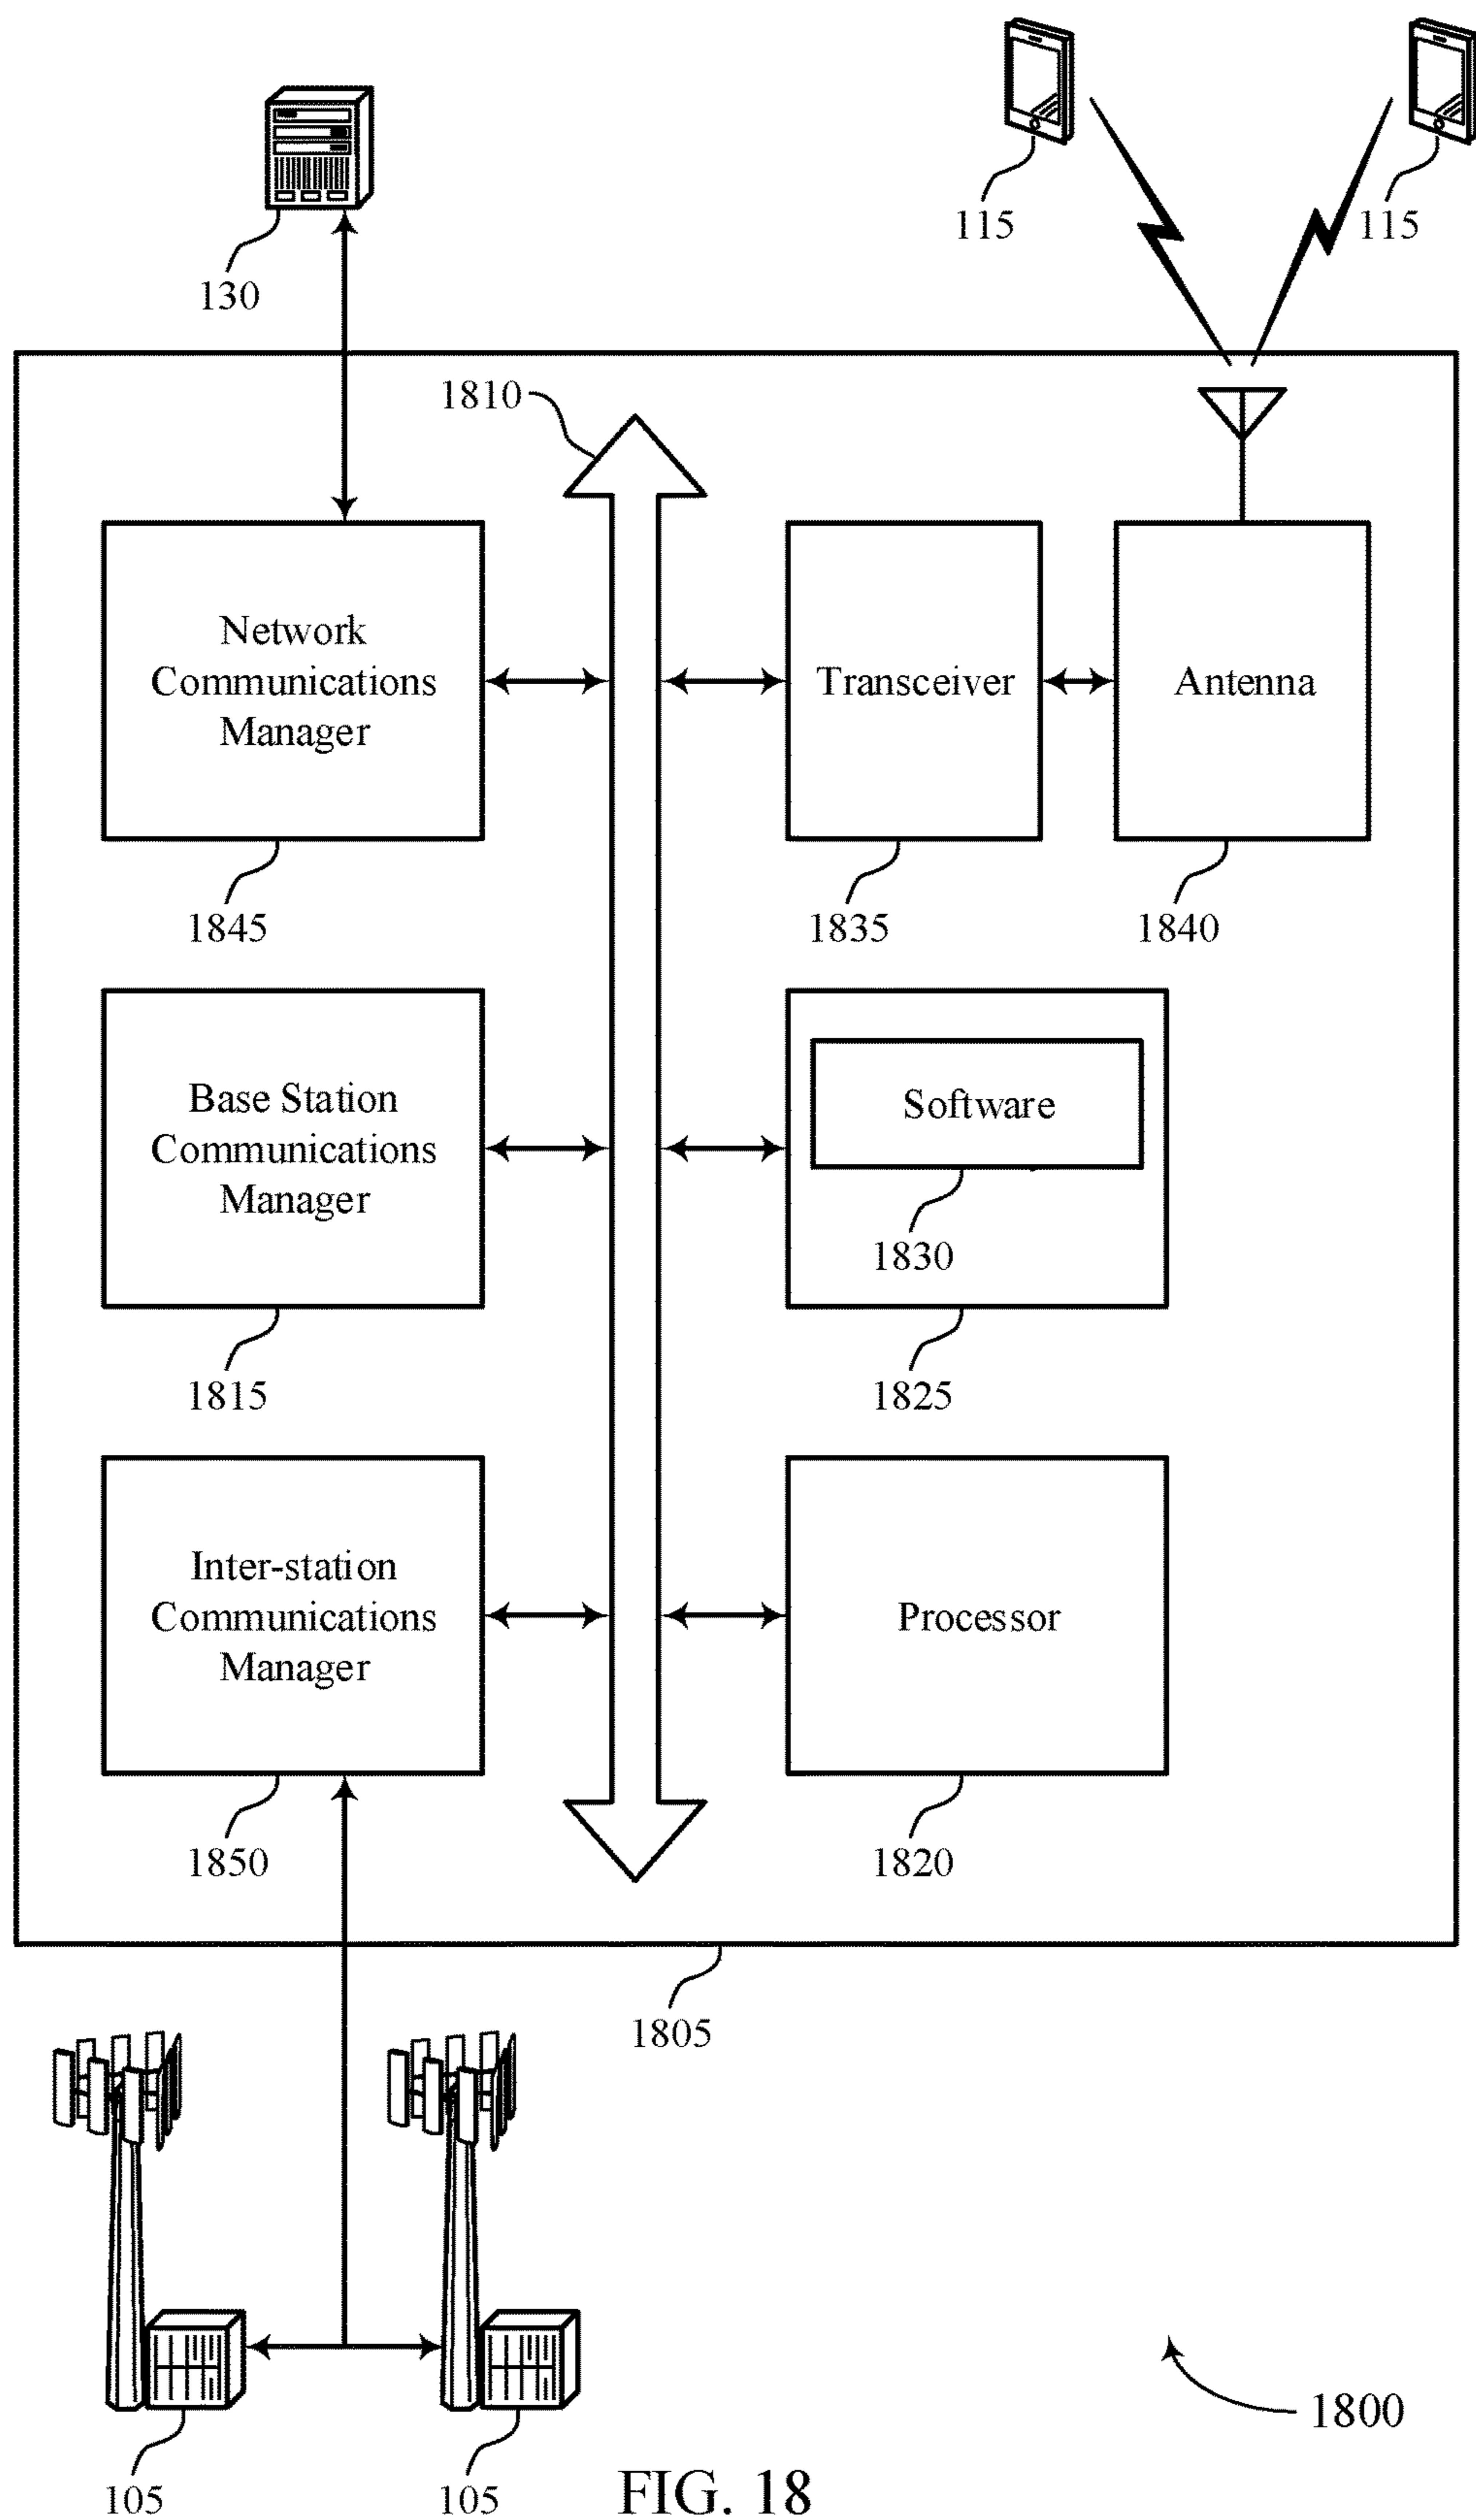 115
115
130
1810
Network
Communications
Manager
Transceiver
Antenna
1845
1835
1840
Base Station
Communications
Manager
Software
1830
1815
1825
Inter-station
Communications
Manager
Processor
1850
1820
1805
1800
105
105
FIG. 18